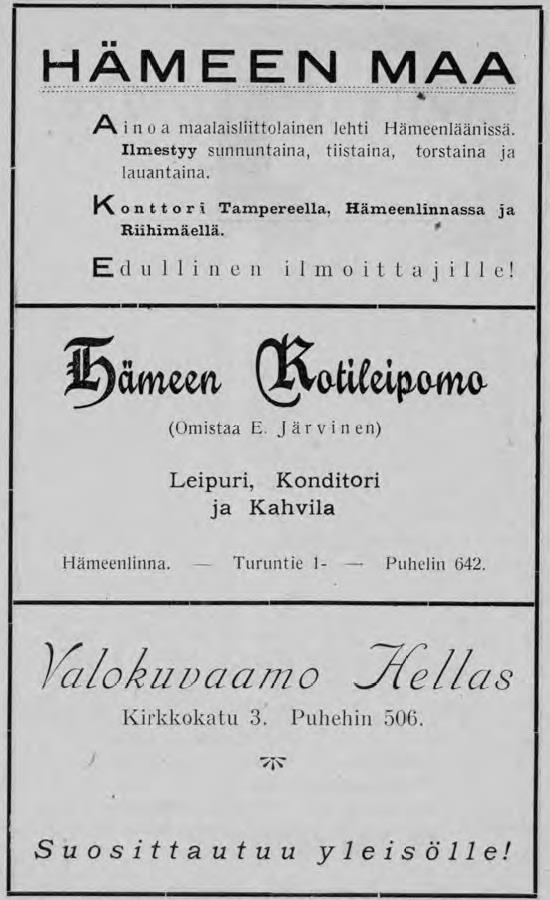 HÄMEEN MAA
Ainoa maalaisliittolainen lehti Hämeenläänissä.
Ilmestyy sunnuntaina, tiistaina, torstaina ja
lauantaina.
Konttori Tampereella, Hämeenlinnassa ja
Riihimäellä.
Edullinen ilmoittajille!
Hämeen Kotileipomo
(Omistaa E. Järvinen)
Leipuri, Konditori
ja Kahvila
Hämeenlinna. — Turuntie 1- — Puhelin 642.
Valokuvaamo Hellas
Kirkkokatu 3. Puhehin 506.
Suosittautuu yleisölle!